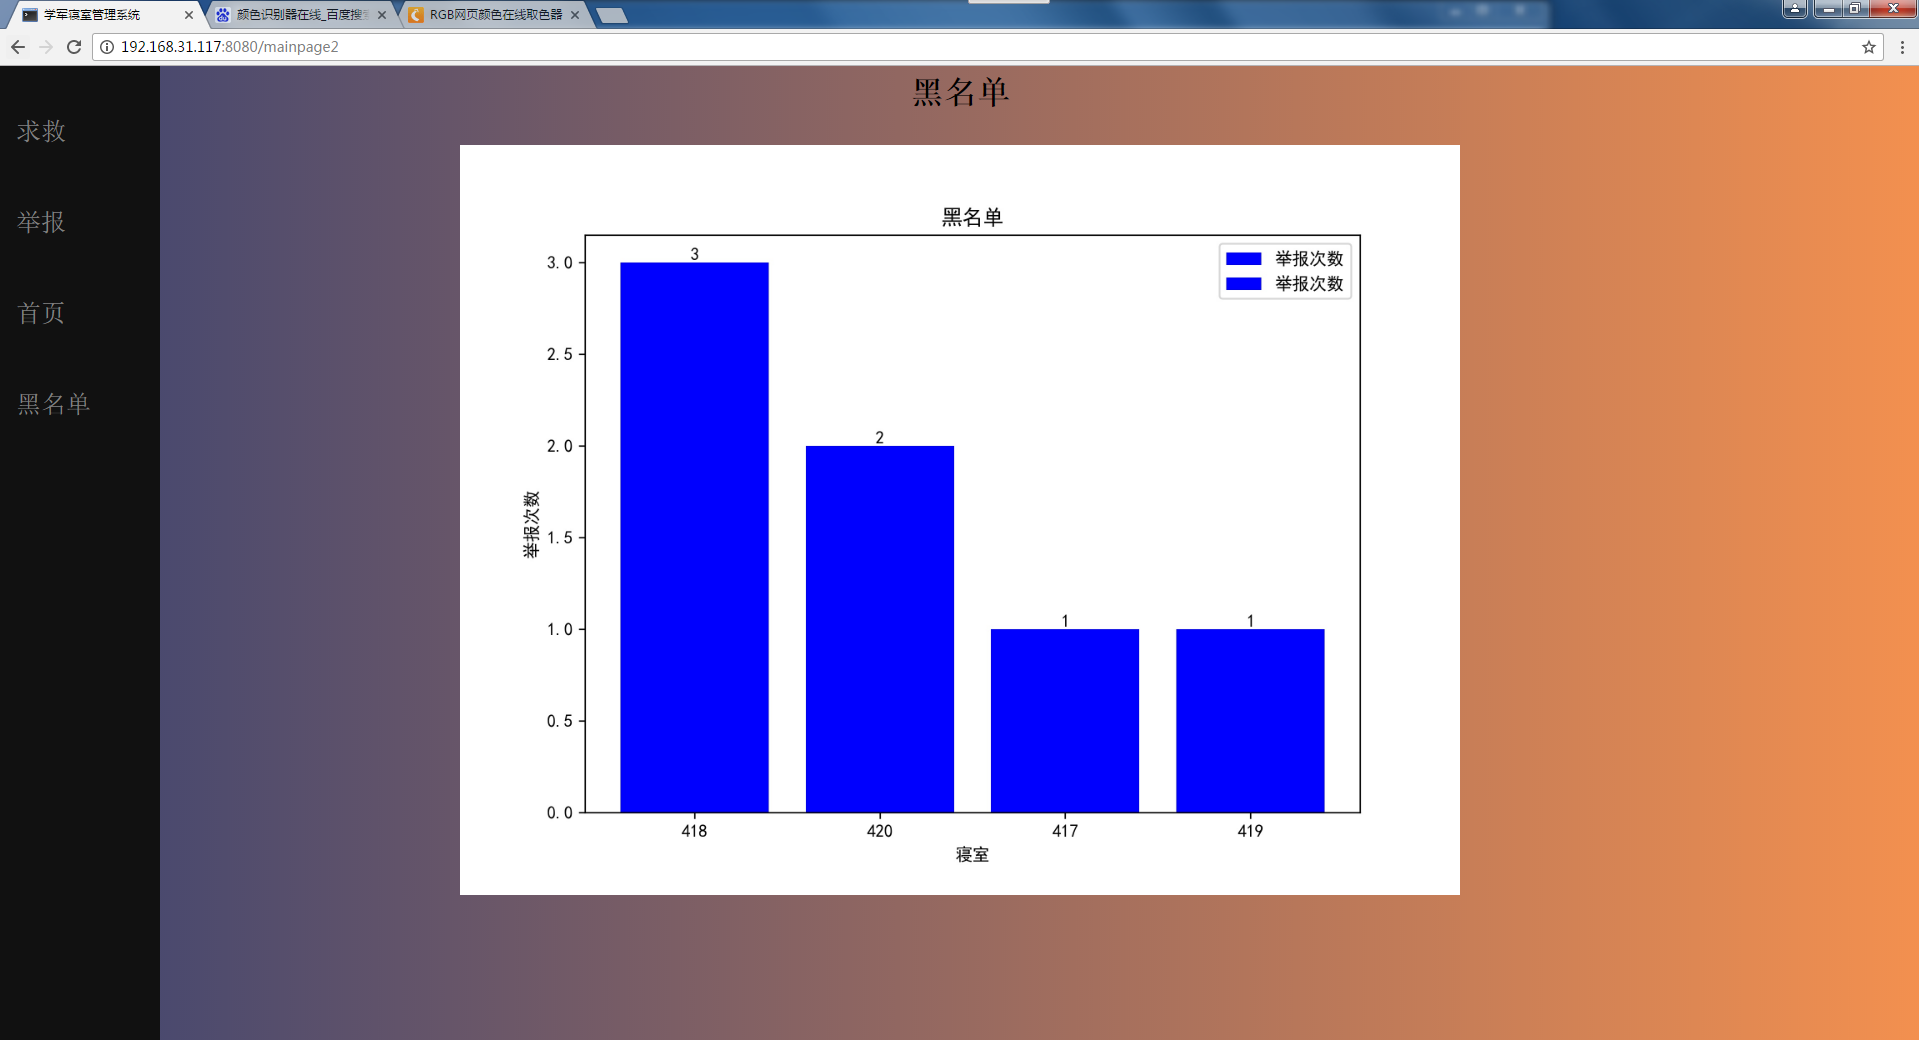 学军寝室管理系统
颜色识别器在线_百度搜
RGB网页颜色在线取色器
192.168.31.117:8080/mainpage2
黑名单
求救
举报
首页
黑名单
黑名单
举报次数
举报次数
3
2
1
1
3.0
2.5
2.0
1.5
1.0
0.5
0.0
举报次数
418
420
417
419
寝室